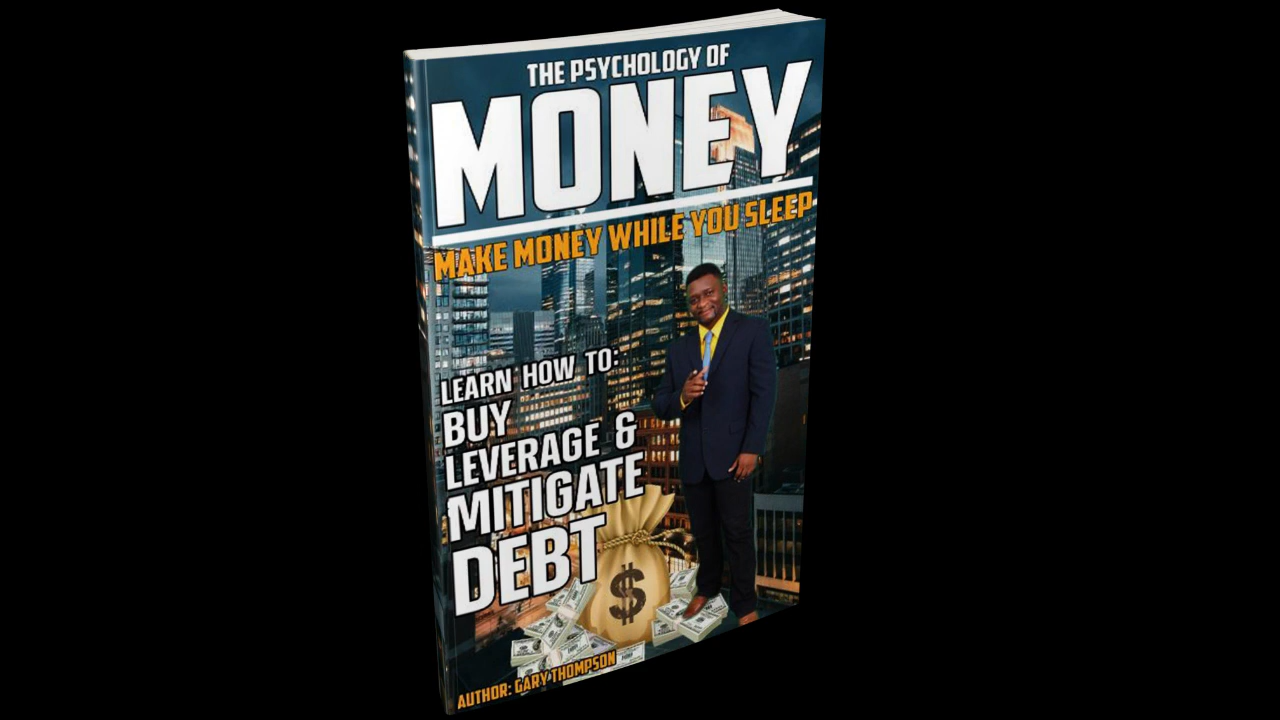 THE PSYCHOLOGY OF
MONEY
MAKE MONEY WHILE YOU SLEEP
LEARN HOW TO:
BUY
LEVERAGE &
MITIGATE
DEBT
$
AUTHOR: GARY THOMPSON